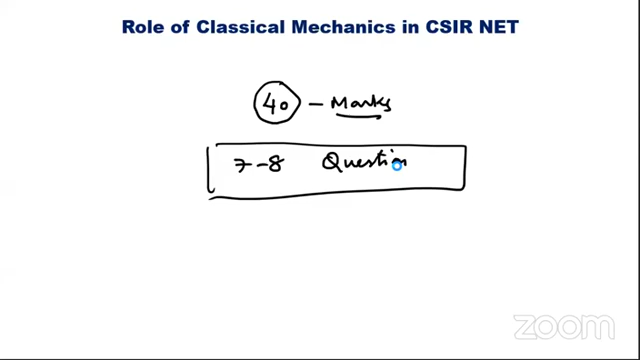 Role of Classical Mechanics in CSIR NET
40 - Marks
7-8 Question
zoom